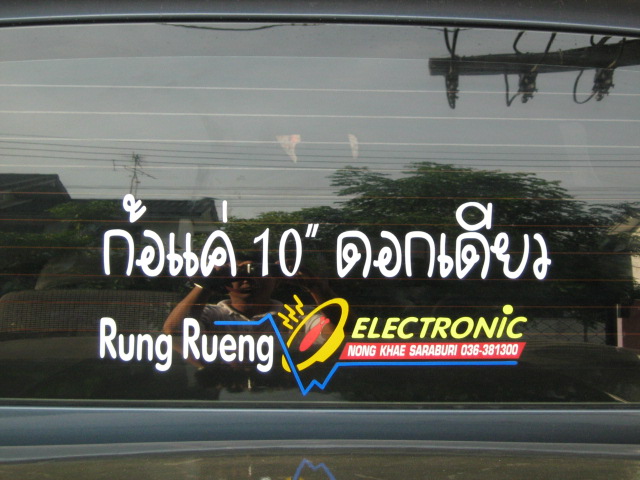 ก้อแค่ 10" ดอกเดียว
Rung Rueng ELECTRONIC
NONG KHAE SARABURI 036-381300